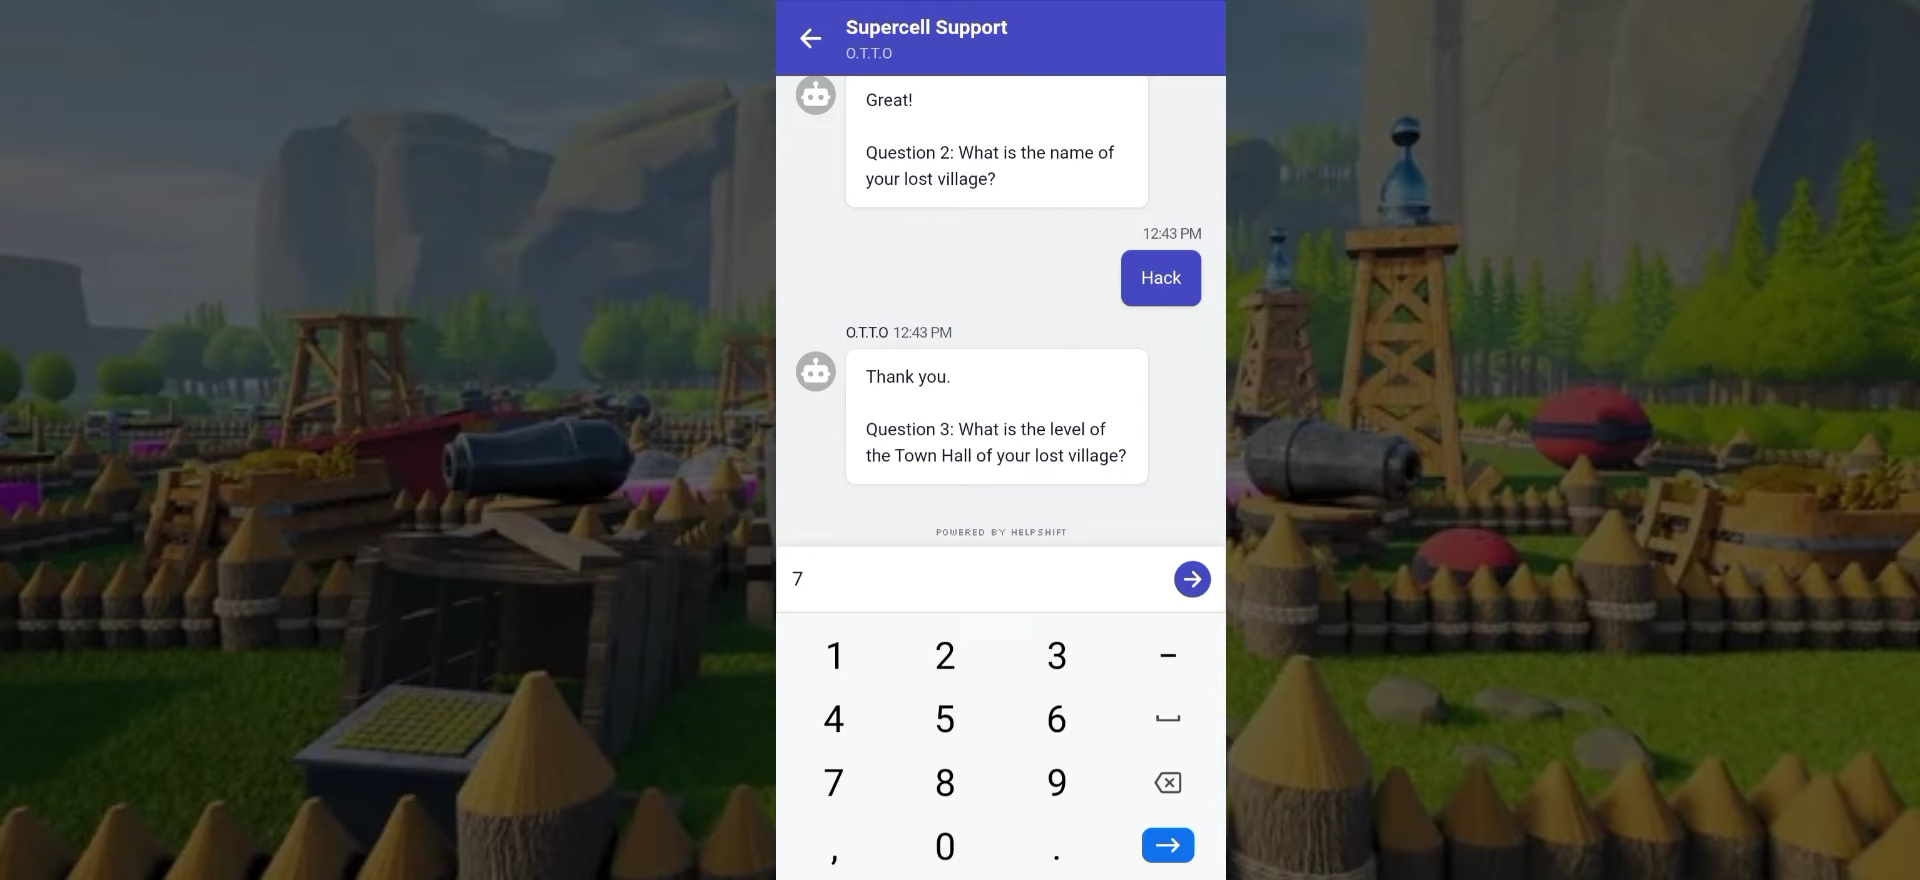 Supercell Support
O.T.T.O
Great!
Question 2: What is the name of
your lost village?
12:43 PM
Hack
O.T.T.O 12:43 PM
Thank you.
Question 3: What is the level of
the Town Hall of your lost village?
POWERED BY HELPSHIFT
7
1 2 3 -
4 5 6
7 8 9
, 0 .